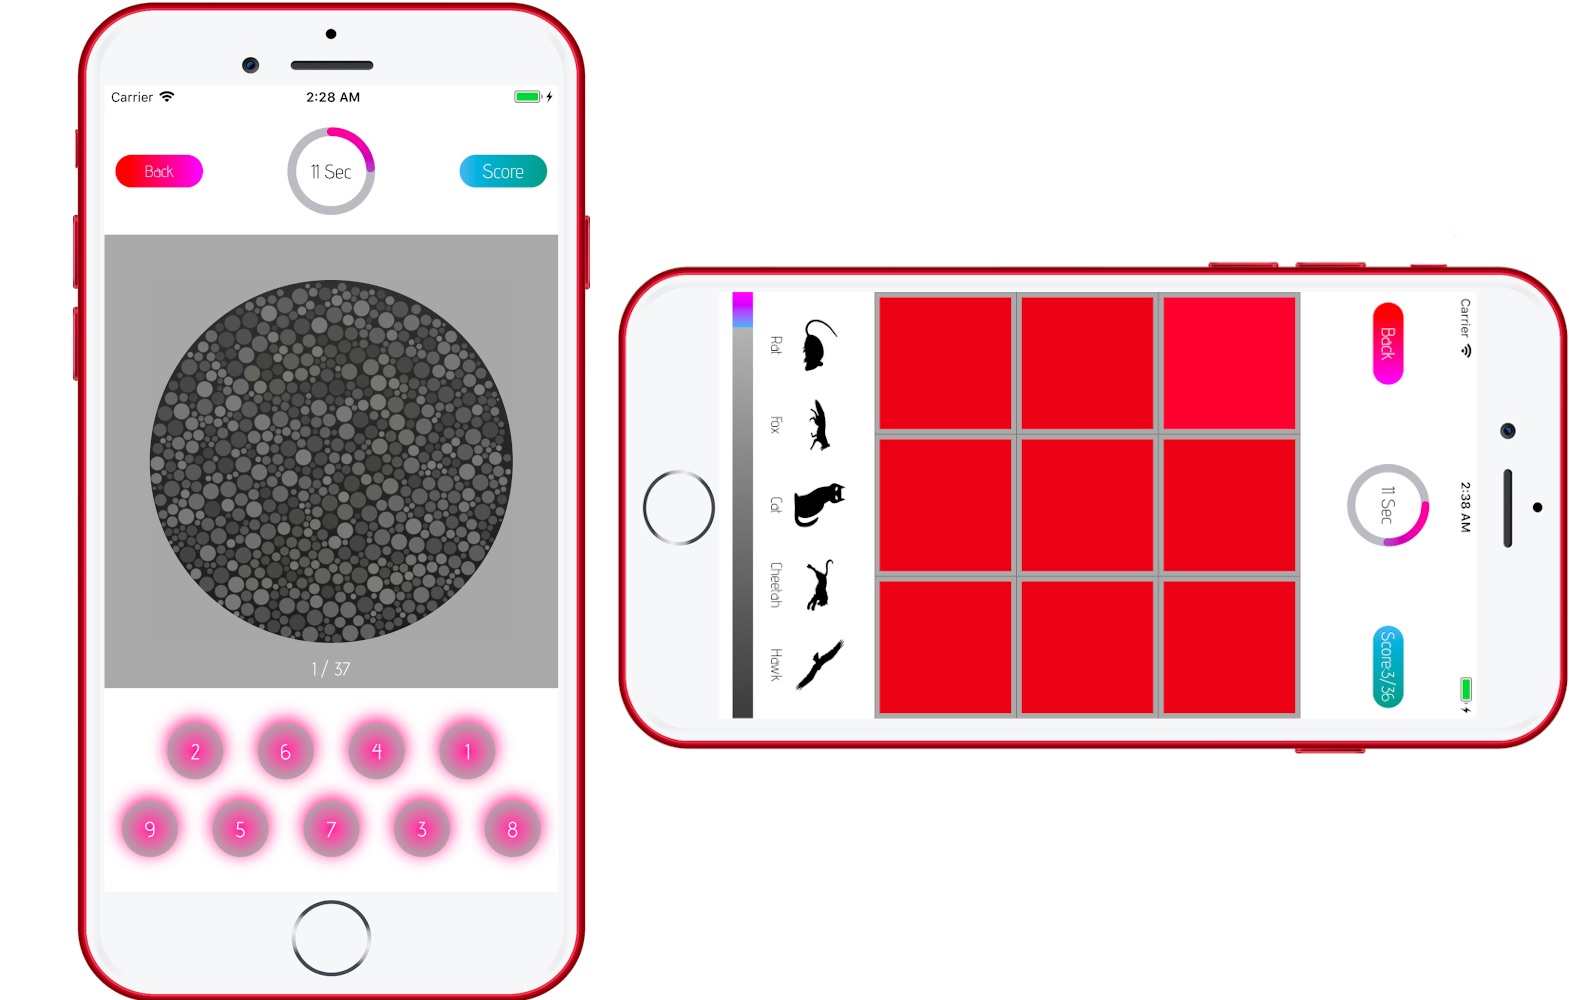 Carrier 2:28 AM
Back 11 Sec Score
1 / 37
2 6 4 1
9 5 7 3 8
Carrier 2:38 AM
Back 11 Sec Score:3/36
Rat Fox Cat Cheetah Hawk